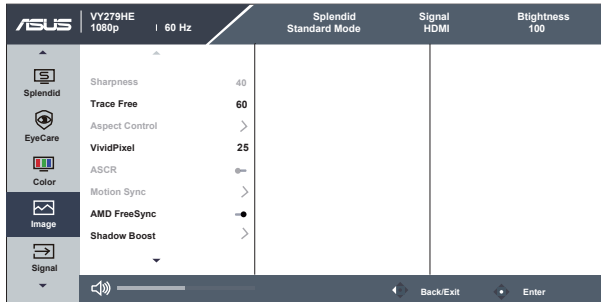 ASUS
VY279HE
1080p | 60 Hz
Splendid
Standard Mode
Signal
HDMI
Btightness
100
Splendid
EyeCare
Color
Image
Signal
Sharpness 40
Trace Free 60
Aspect Control
VividPixel 25
ASCR
Motion Sync
AMD FreeSync
Shadow Boost
Back/Exit
Enter